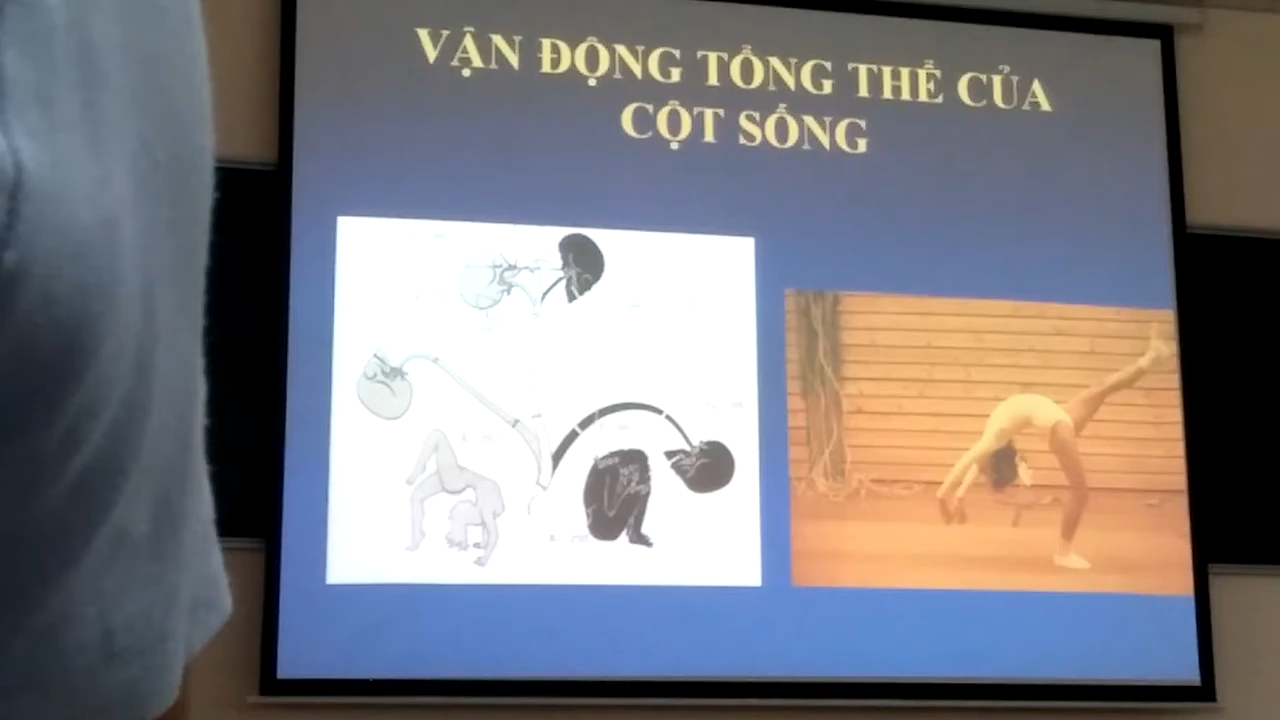 VẬN ĐỘNG TỔNG THỂ CỦA
CỘT SỐNG